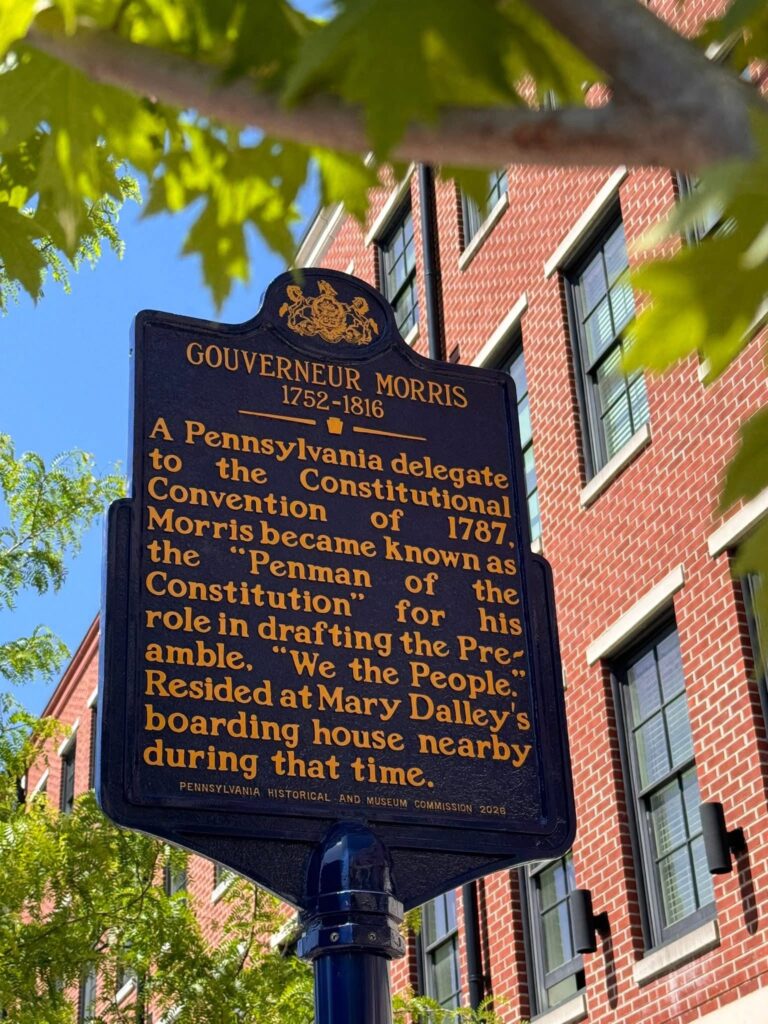 GOUVERNEUR MORRIS
1752-1816
A Pennsylvania delegate
to the Constitutional
Convention of 1787,
Morris became known as
the "Penman of the
Constitution" for his
role in drafting the Pre-
amble, "We the People."
Resided at Mary Dalley's
boarding house nearby
during that time.
PENNSYLVANIA HISTORICAL AND MUSEUM COMMISSION 2026